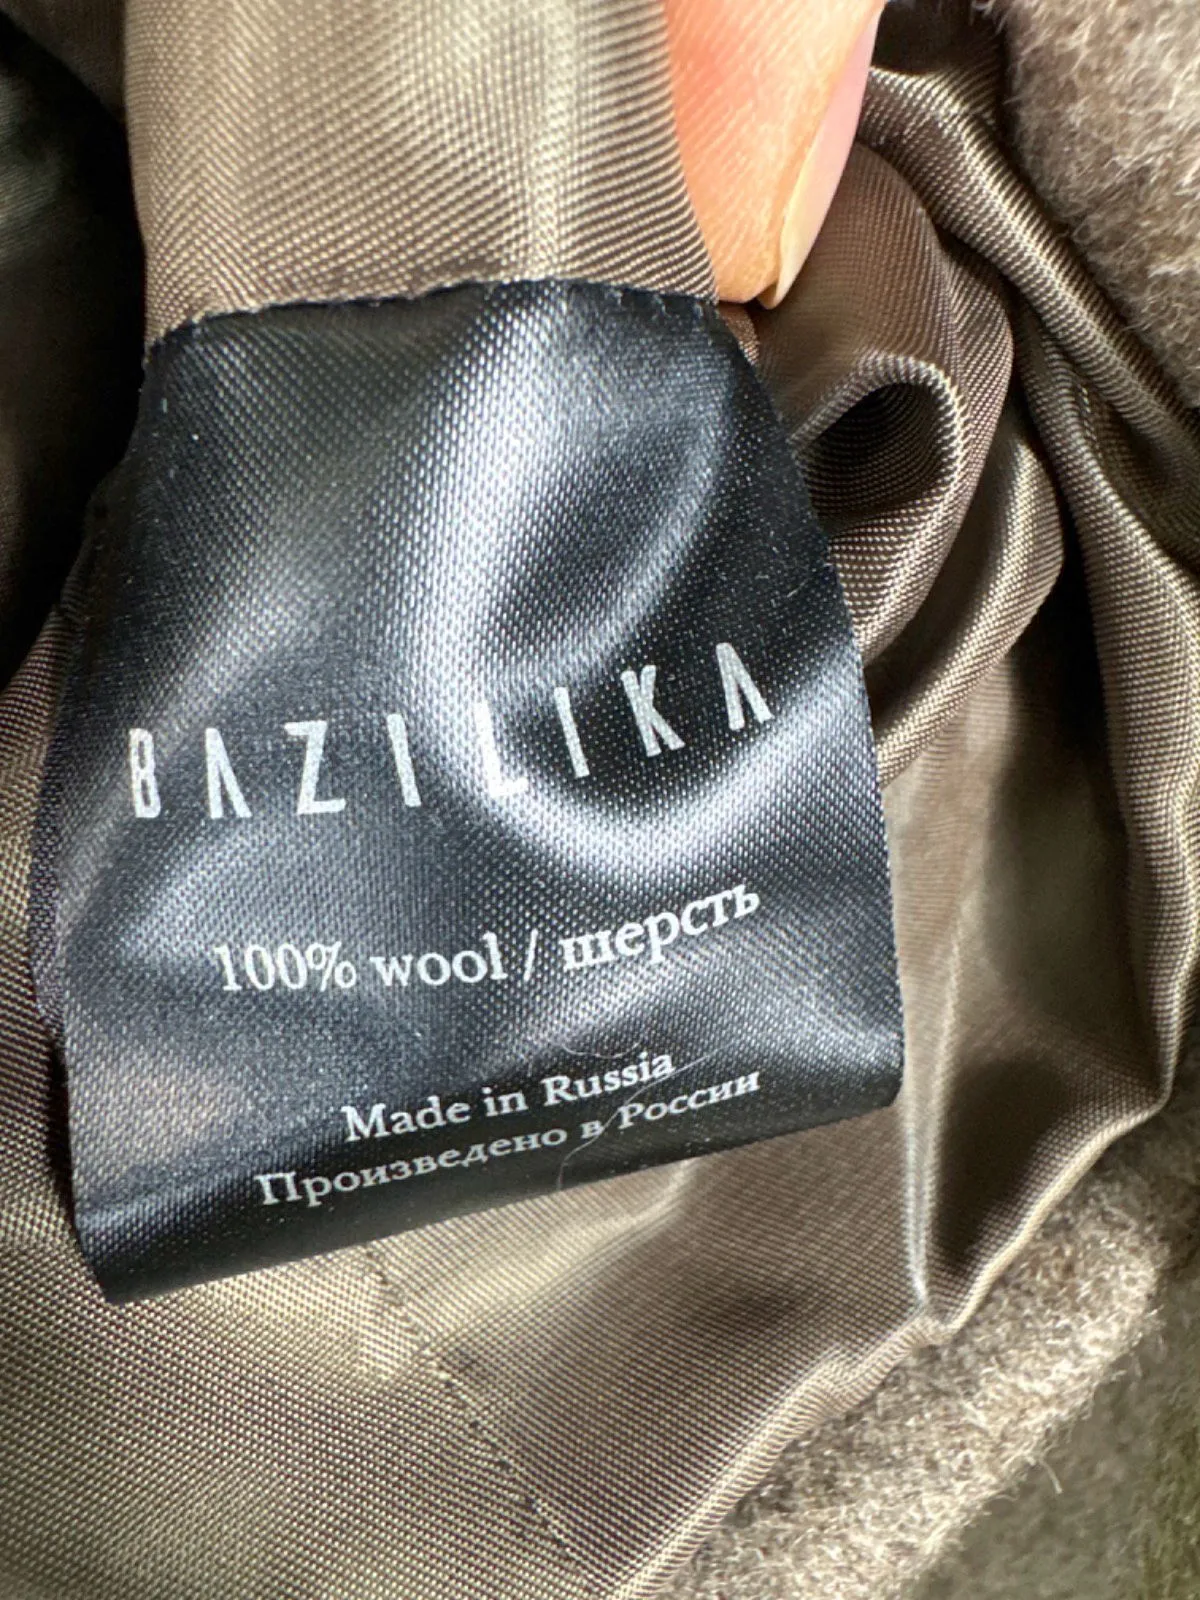 BAZILIKA
100% wool / шерсть
Made in Russia
Произведено в России